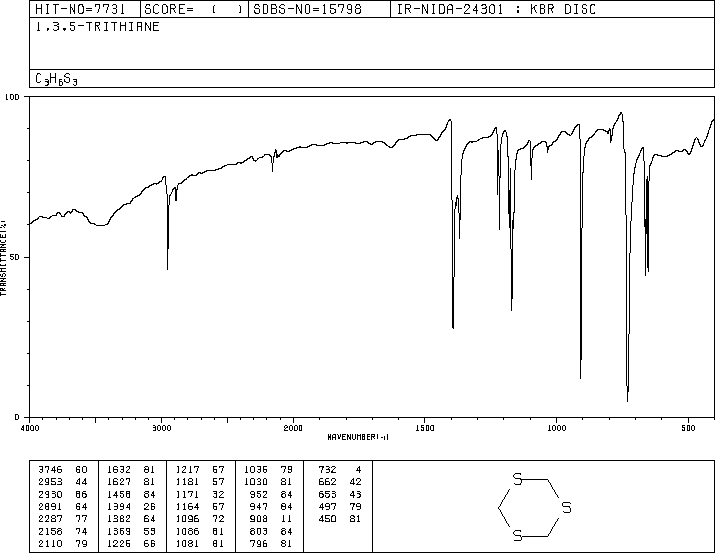 HIT-NO=7731 SCORE= ( ) SDBS-NO=15798 IR-NIDA-24301 : KBR DISC
1,3,5-TRITHIANE
C3H6S3
100
50
0
TRANSMITTANCE(%)
4000 3000 2000 1500 1000 500
WAVENUMBER(-1)
3746 60 1632 81 1217 67 1036 79 732 4
2953 44 1627 81 1181 57 1030 81 662 42
2930 86 1458 84 1171 32 952 84 653 43
2891 64 1394 26 1164 67 947 84 497 79
2287 77 1382 64 1096 72 908 11 450 81
2158 74 1369 53 1086 81 803 84
2110 79 1226 66 1081 81 796 81
S
S
S